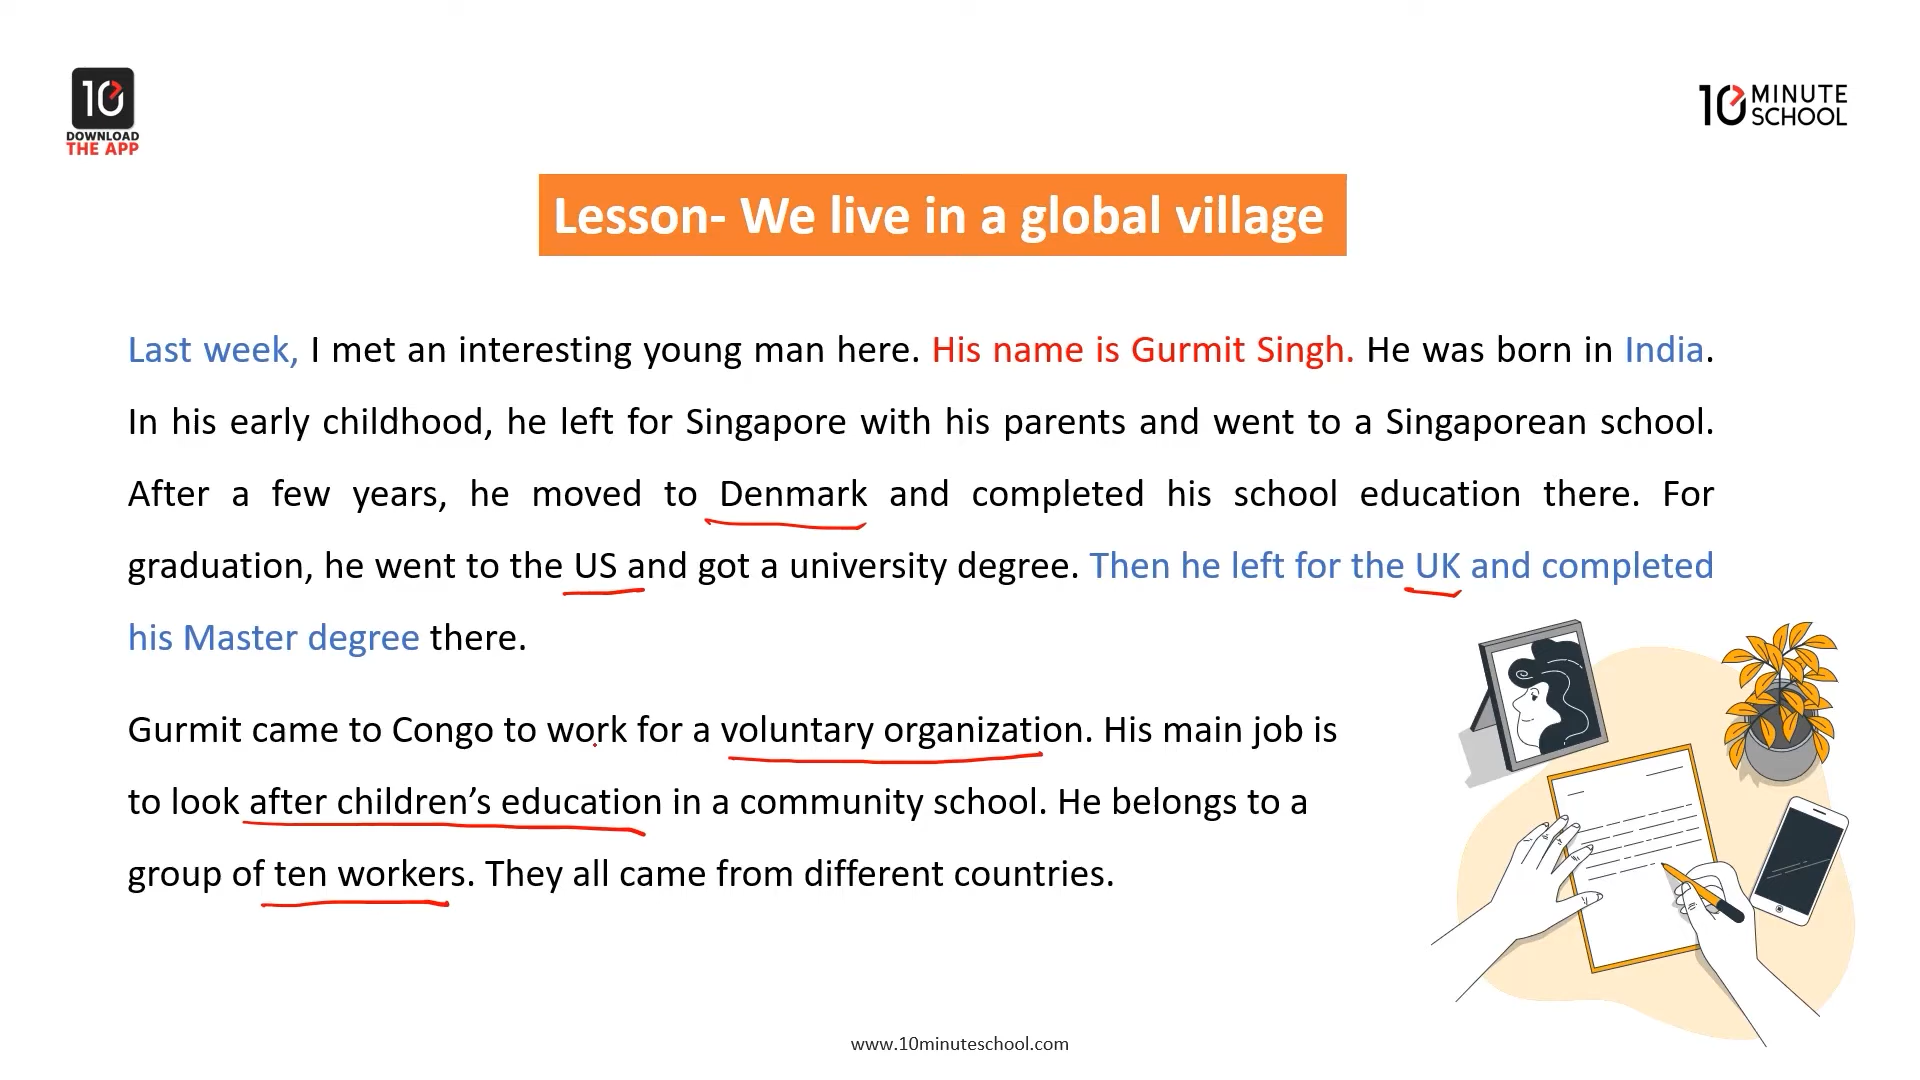 10
DOWNLOAD
THE APP
10 MINUTE
SCHOOL
Lesson- We live in a global village
Last week, I met an interesting young man here. His name is Gurmit Singh. He was born in India.
In his early childhood, he left for Singapore with his parents and went to a Singaporean school.
After a few years, he moved to Denmark and completed his school education there. For
graduation, he went to the US and got a university degree. Then he left for the UK and completed
his Master degree there.
Gurmit came to Congo to work for a voluntary organization. His main job is
to look after children’s education in a community school. He belongs to a
group of ten workers. They all came from different countries.
www.10minuteschool.com